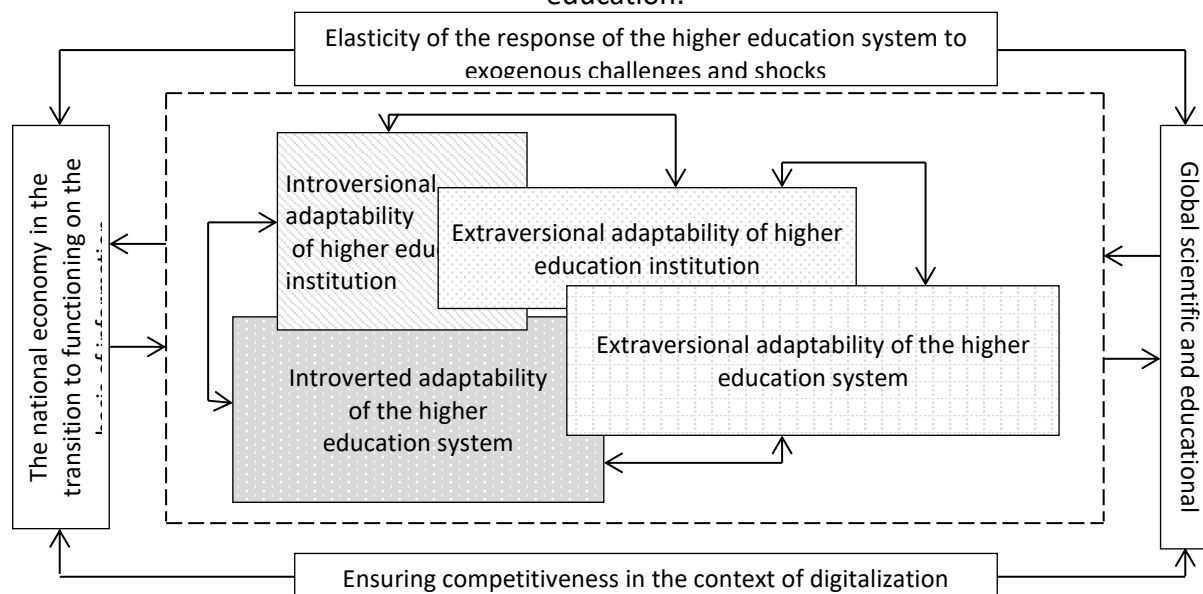 education.
Elasticity of the response of the higher education system to
exogenous challenges and shocks
The national economy in the
transition to functioning on the
Introversional
adaptability
of higher edu
institution
Extraversional adaptability of higher
education institution
Extraversional adaptability of the higher
education system
Introverted adaptability
of the higher
education system
Global scientific and educational
Ensuring competitiveness in the context of digitalization